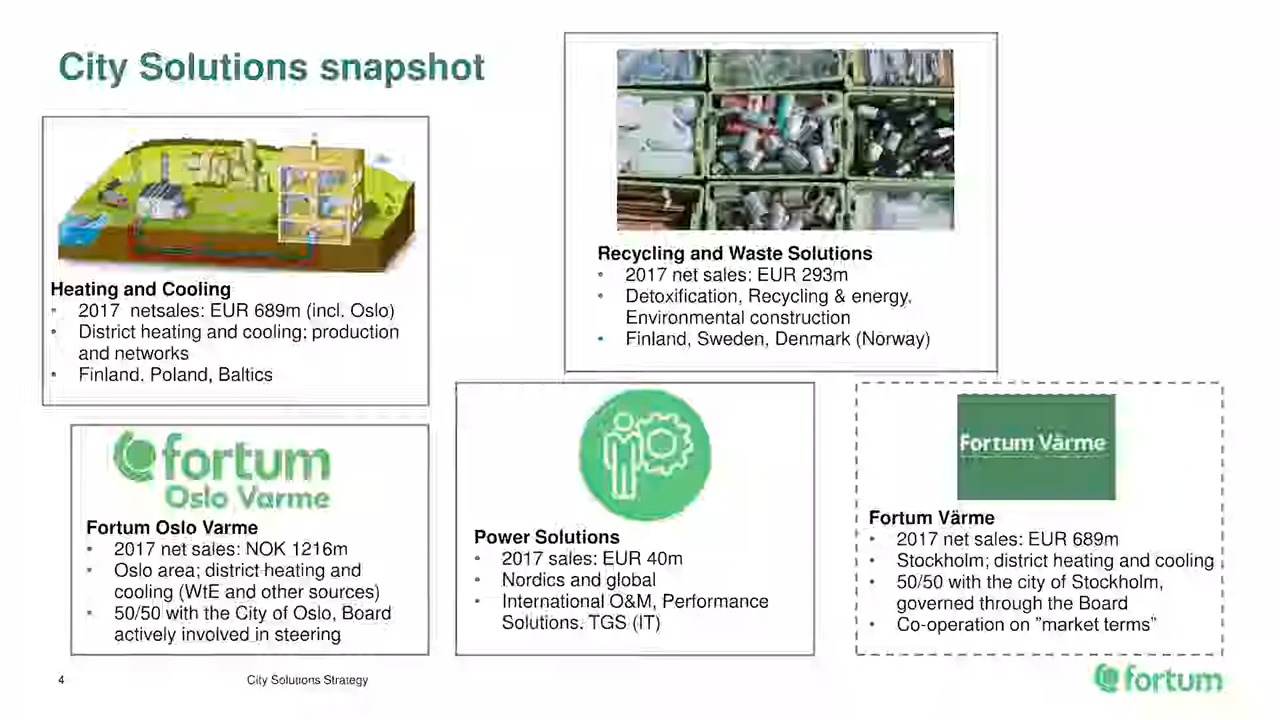 City Solutions snapshot
Heating and Cooling
• 2017 netsales: EUR 689m (incl. Oslo)
• District heating and cooling; production
and networks
• Finland, Poland, Baltics
Recycling and Waste Solutions
• 2017 net sales: EUR 293m
• Detoxification, Recycling & energy,
Environmental construction
• Finland, Sweden, Denmark (Norway)
fortum
Oslo Varme
Fortum Oslo Varme
• 2017 net sales: NOK 1216m
• Oslo area; district heating and
cooling (WtE and other sources)
• 50/50 with the City of Oslo, Board
actively involved in steering
Power Solutions
• 2017 sales: EUR 40m
• Nordics and global
• International O&M, Performance
Solutions, TGS (IT)
Fortum Värme
Fortum Värme
• 2017 net sales: EUR 689m
• Stockholm; district heating and cooling
• 50/50 with the city of Stockholm,
governed through the Board
• Co-operation on ”market terms”
4
City Solutions Strategy
fortum